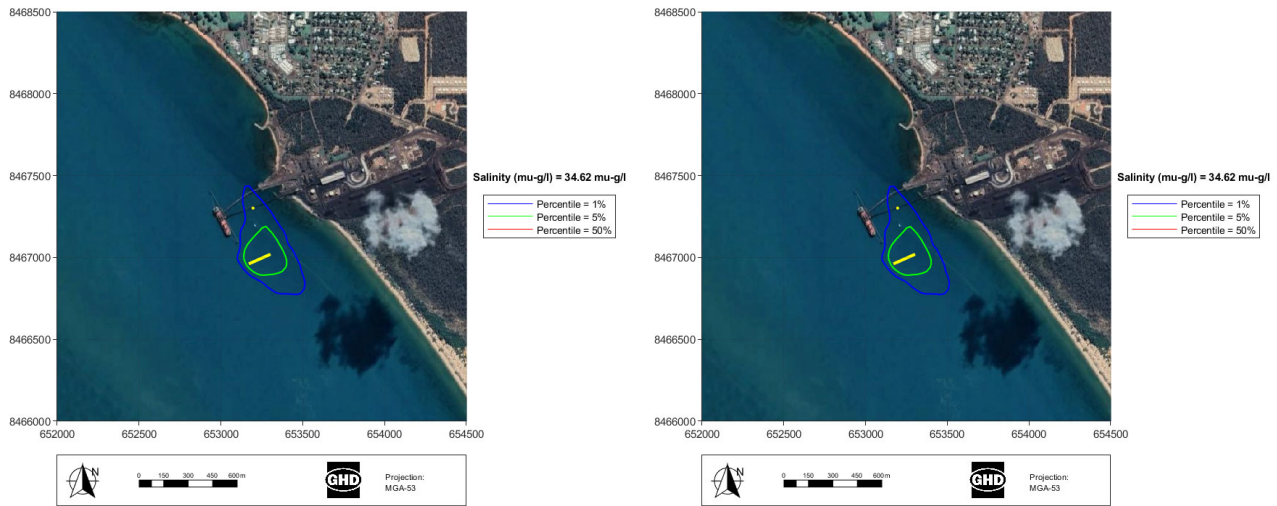 8468500
8468000
8467500
8467000
8466500
8466000
652000 652500 653000 653500 654000 654500
Salinity (mu-g/l) = 34.62 mu-g/l
Percentile = 1%
Percentile = 5%
Percentile = 50%
N
0 150 300 450 600m
GHD
Projection:
MGA-53
8468500
8468000
8467500
8467000
8466500
8466000
652000 652500 653000 653500 654000 654500
Salinity (mu-g/l) = 34.62 mu-g/l
Percentile = 1%
Percentile = 5%
Percentile = 50%
N
0 150 300 450 600m
GHD
Projection:
MGA-53